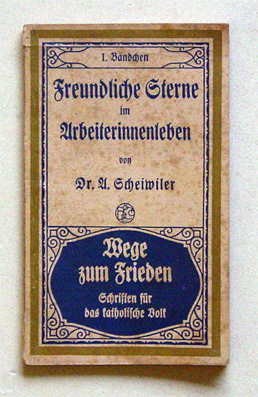 1. Bändchen
Freundliche Sterne
im
Arbeiterinnenleben
von
Dr. A. Scheiwiler
Wege
zum Frieden
Schriften für
das katholische Volk